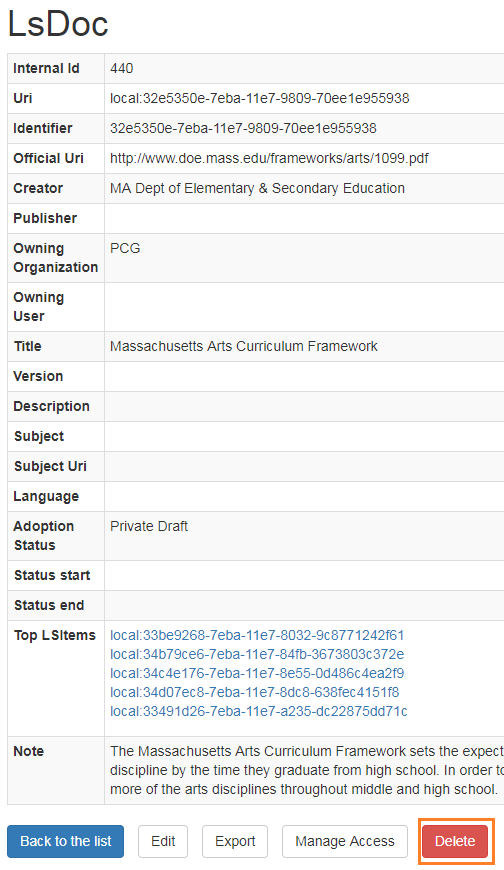 LsDoc
Internal Id 440
Uri local:32e5350e-7eba-11e7-9809-70ee1e955938
Identifier 32e5350e-7eba-11e7-9809-70ee1e955938
Official Uri http://www.doe.mass.edu/frameworks/arts/1099.pdf
Creator MA Dept of Elementary & Secondary Education
Publisher
Owning PCG
Organization
Owning
User
Title Massachusetts Arts Curriculum Framework
Version
Description
Subject
Subject Uri
Language
Adoption Private Draft
Status
Status start
Status end
Top LSItems local:33be9268-7eba-11e7-8032-9c8771242f61
local:34b79ce6-7eba-11e7-84fb-3673803c372e
local:34c4e176-7eba-11e7-8e55-0d486c4ea2f9
local:34d07ec8-7eba-11e7-8dc8-638fec4151f8
local:33491d26-7eba-11e7-a235-dc22875dd71c
Note The Massachusetts Arts Curriculum Framework sets the expect
discipline by the time they graduate from high school. In order to
more of the arts disciplines throughout middle and high school.
Back to the list Edit Export Manage Access Delete